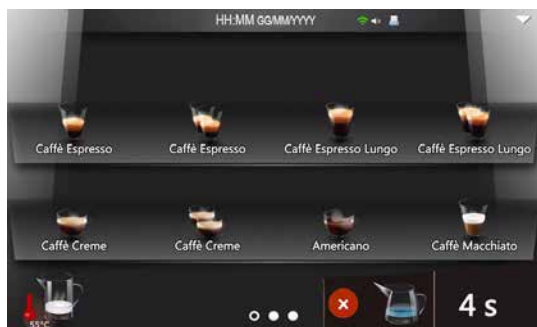 HH:MM GG/MM/YYYY
Caffè Espresso
Caffè Espresso
Caffè Espresso Lungo
Caffè Espresso Lungo
Caffè Creme
Caffè Creme
Americano
Caffè Macchiato
55°C
4 s